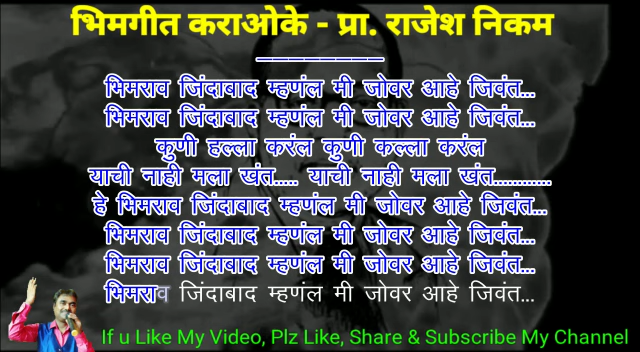 भिमगीत कराओके - प्रा. राजेश निकम
भिमराव जिंदाबाद म्हणंल मी जोवर आहे जिवंत...
भिमराव जिंदाबाद म्हणंल मी जोवर आहे जिवंत...
कुणी हल्ला करंल कुणी कल्ला करंल
याची नाही मला खंत..... याची नाही मला खंत............
हे भिमराव जिंदाबाद म्हणंल मी जोवर आहे जिवंत...
भिमराव जिंदाबाद म्हणंल मी जोवर आहे जिवंत...
भिमराव जिंदाबाद म्हणंल मी जोवर आहे जिवंत...
भिमराव जिंदाबाद म्हणंल मी जोवर आहे जिवंत...
If u Like My Video, Plz Like, Share & Subscribe My Channel